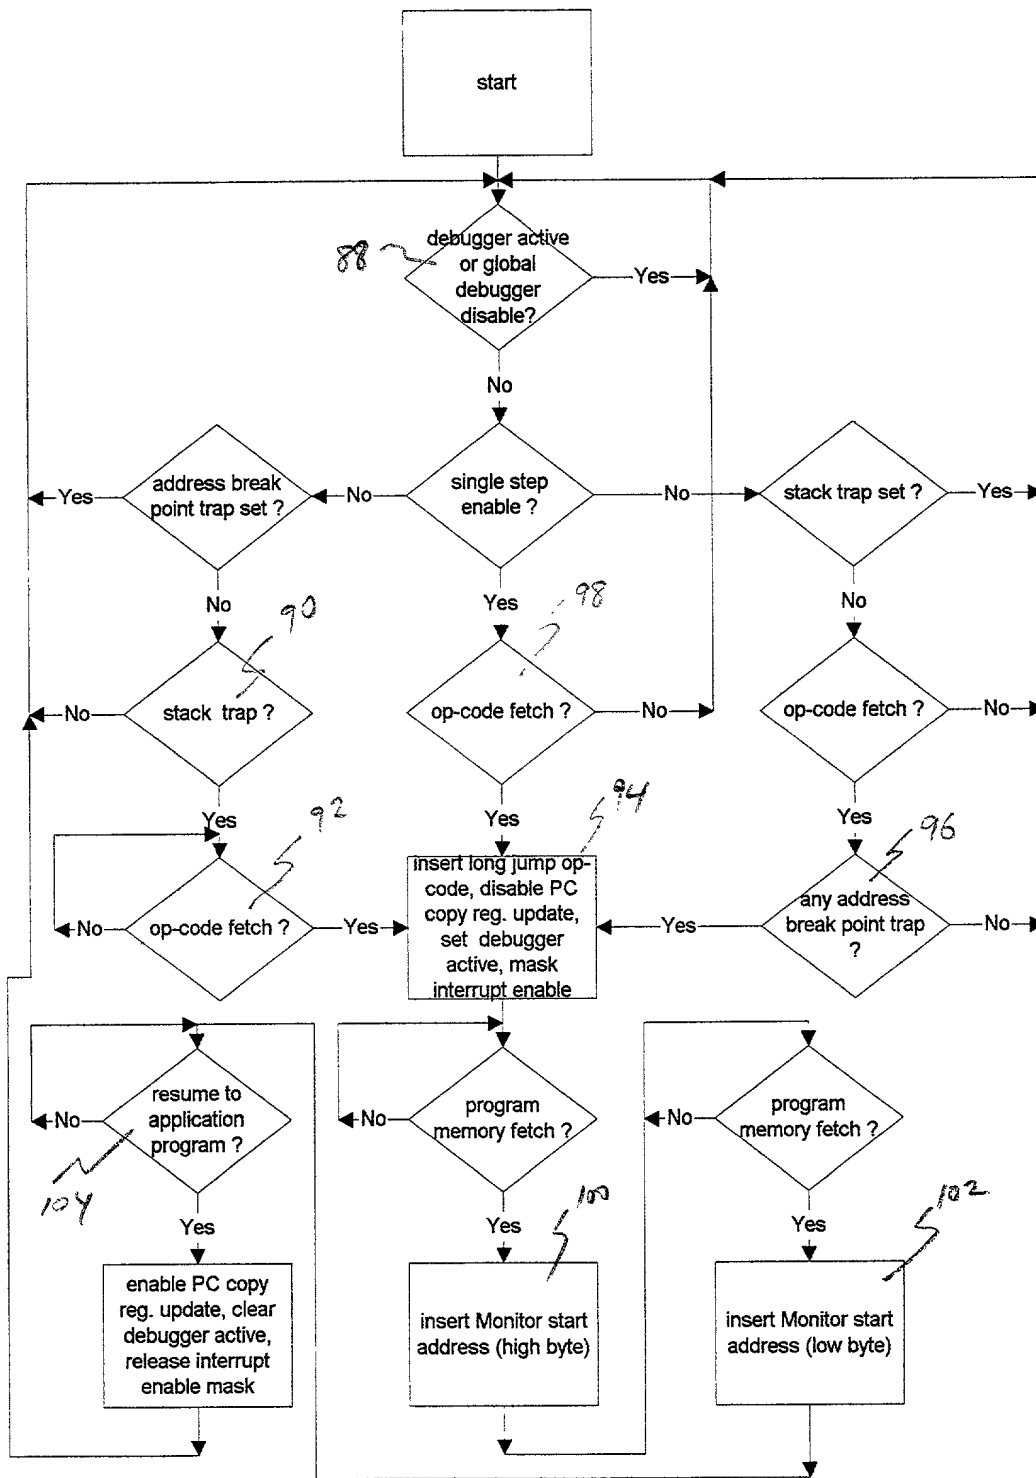 start
88
debugger active
or global
debugger
disable?
Yes
No
address break
point trap set ?
Yes
No
single step
enable ?
No
stack trap set ?
Yes
No
90
Yes
98
No
stack trap ?
No
op-code fetch ?
No
op-code fetch ?
No
Yes
92
Yes
94
Yes
96
op-code fetch ?
No
Yes
insert long jump op-
code, disable PC
copy reg. update,
set debugger
active, mask
interrupt enable
Yes
any address
break point trap
?
No
resume to
application
program ?
No
104
program
memory fetch ?
No
program
memory fetch ?
No
Yes
Yes
100
Yes
102
enable PC copy
reg. update, clear
debugger active,
release interrupt
enable mask
insert Monitor start
address (high byte)
insert Monitor start
address (low byte)